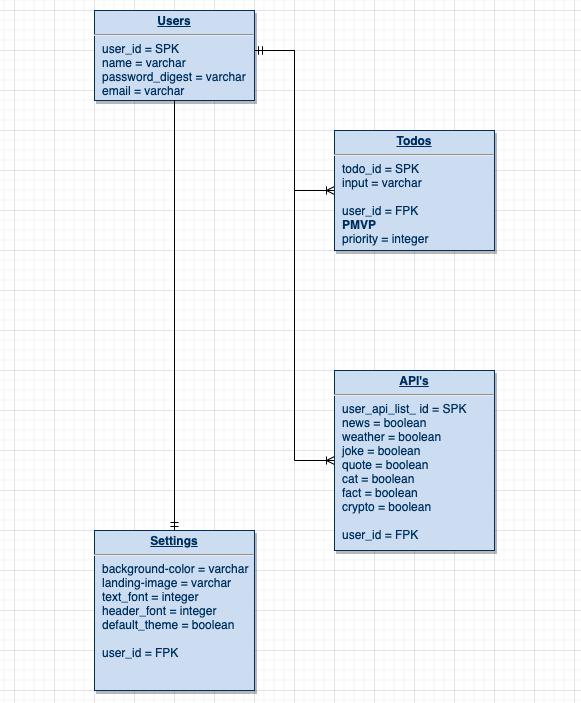 Users
user_id = SPK
name = varchar
password_digest = varchar
email = varchar
Todos
todo_id = SPK
input = varchar
user_id = FPK
PMVP
priority = integer
API's
user_api_list_ id = SPK
news = boolean
weather = boolean
joke = boolean
quote = boolean
cat = boolean
fact = boolean
crypto = boolean
user_id = FPK
Settings
background-color = varchar
landing-image = varchar
text_font = integer
header_font = integer
default_theme = boolean
user_id = FPK